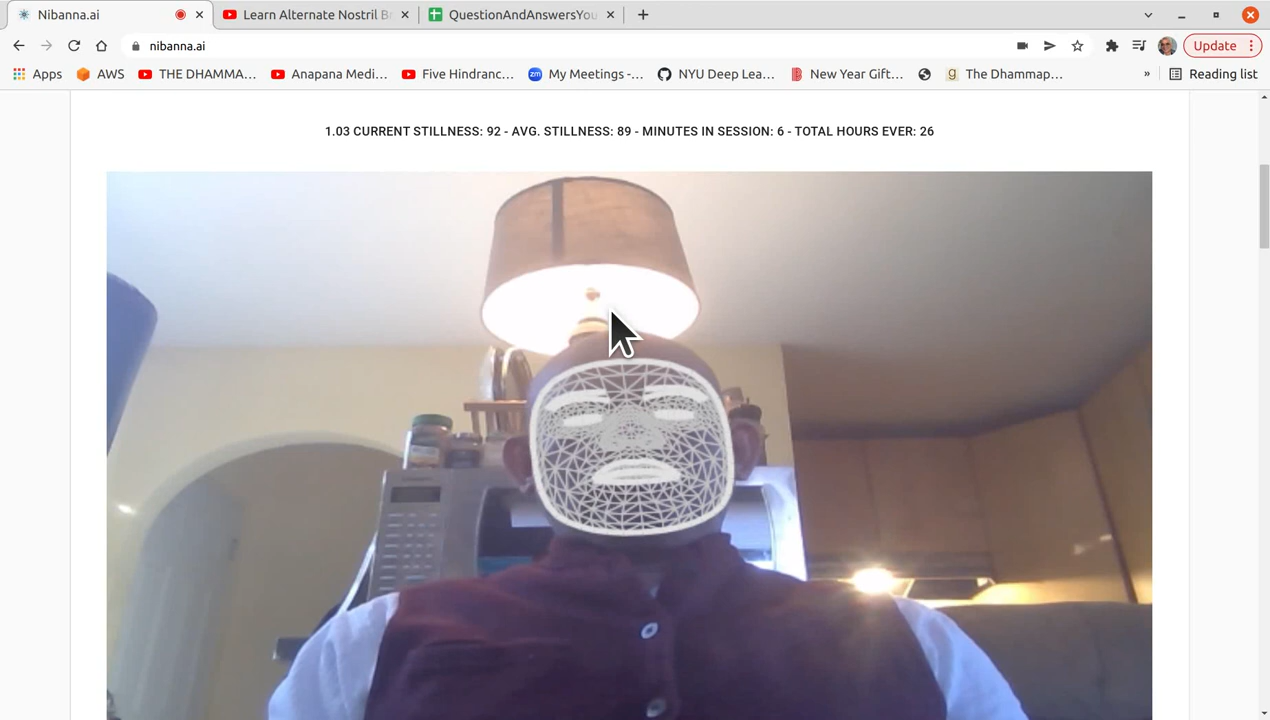 Nibanna.ai
Learn Alternate Nostril B
QuestionAndAnswersYou
nibanna.ai
Update
Apps
AWS
THE DHAMMA…
Anapana Medi…
Five Hindranc…
My Meetings -…
NYU Deep Lea…
New Year Gift…
The Dhammap…
»
Reading list
1.03 CURRENT STILLNESS: 92 - AVG. STILLNESS: 89 - MINUTES IN SESSION: 6 - TOTAL HOURS EVER: 26